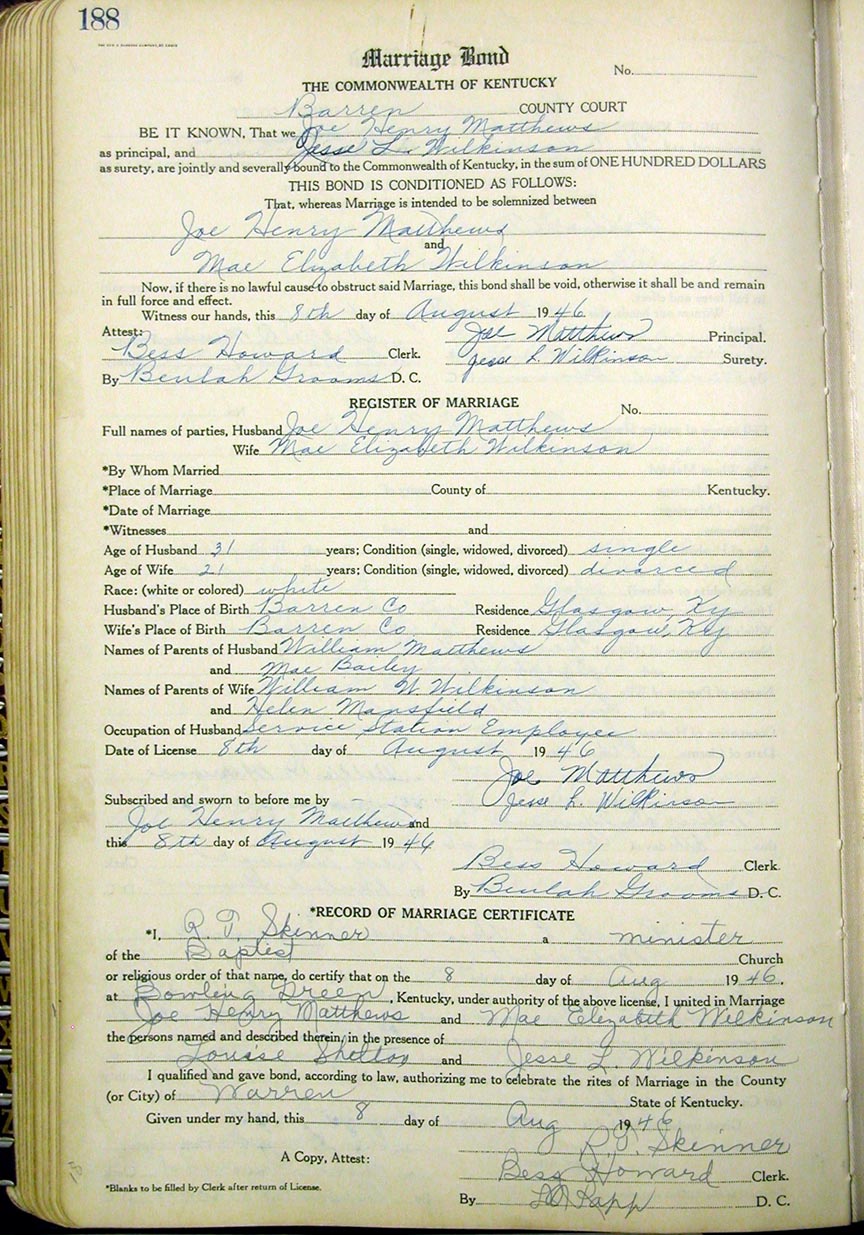 188
Marriage Bond
No.
THE COMMONWEALTH OF KENTUCKY
Barren COUNTY COURT
BE IT KNOWN, That we Joe Henry Matthews
as principal, and Jesse L. Wilkinson
as surety, are jointly and severally bound to the Commonwealth of Kentucky, in the sum of ONE HUNDRED DOLLARS
THIS BOND IS CONDITIONED AS FOLLOWS:
That, whereas Marriage is intended to be solemnized between
Joe Henry Matthews
and
Mae Elizabeth Wilkinson
Now, if there is no lawful cause to obstruct said Marriage, this bond shall be void, otherwise it shall be and remain
in full force and effect.
Witness our hands, this 8th day of August 1946
Attest: Joe Matthews Principal.
Bess Howard Clerk. Jesse L. Wilkinson Surety.
By Beulah Grooms D. C.
REGISTER OF MARRIAGE
No.
Full names of parties, Husband Joe Henry Matthews
Wife Mae Elizabeth Wilkinson
*By Whom Married
*Place of Marriage County of Kentucky.
*Date of Marriage
*Witnesses and
Age of Husband 31 years; Condition (single, widowed, divorced) single
Age of Wife 21 years; Condition (single, widowed, divorced) divorced
Race: (white or colored) white
Husband's Place of Birth Barren Co Residence Glasgow, Ky
Wife's Place of Birth Barren Co Residence Glasgow, Ky
Names of Parents of Husband William Matthews
and Mae Bailey
Names of Parents of Wife William W. Wilkinson
and Helen Mansfield
Occupation of Husband Service Station Employee
Date of License 8th day of August 1946
Joe Matthews
Subscribed and sworn to before me by Jesse L. Wilkinson
Joe Henry Matthews and
this 8th day of August 1946
Bess Howard Clerk.
By Beulah Grooms D. C.
*RECORD OF MARRIAGE CERTIFICATE
*I, R. T. Skinner a minister
of the Baptist Church
or religious order of that name, do certify that on the 8 day of Aug 1946,
at Bowling Green, Kentucky, under authority of the above license, I united in Marriage
Joe Henry Matthews and Mae Elizabeth Wilkinson
the persons named and described therein, in the presence of
Louise Shelton and Jesse L. Wilkinson
I qualified and gave bond, according to law, authorizing me to celebrate the rites of Marriage in the County
(or City) of Warren State of Kentucky.
Given under my hand, this 8 day of Aug 1946
R. T. Skinner
A Copy, Attest: Bess Howard Clerk.
*Blanks to be filled by Clerk after return of License.
By Rapp D. C.